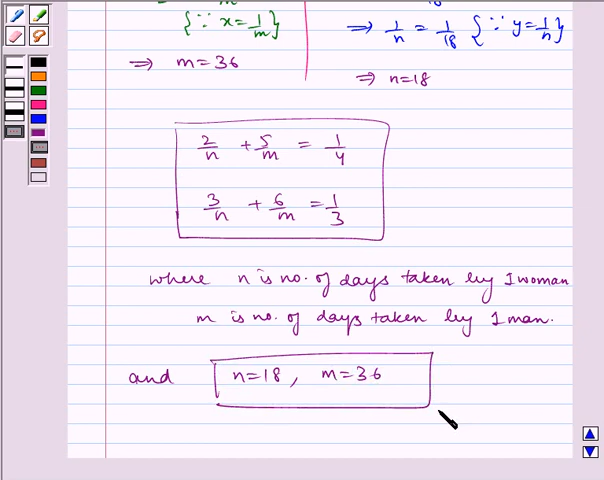 {∵ x = 1/m}
⇒ m = 36
⇒ 1/n = 1/18 {∵ y = 1/n}
⇒ n = 18
2/n + 5/m = 1/4
3/n + 6/m = 1/3
where n is no. of days taken by 1 woman
m is no. of days taken by 1 man.
and n = 18 , m = 36